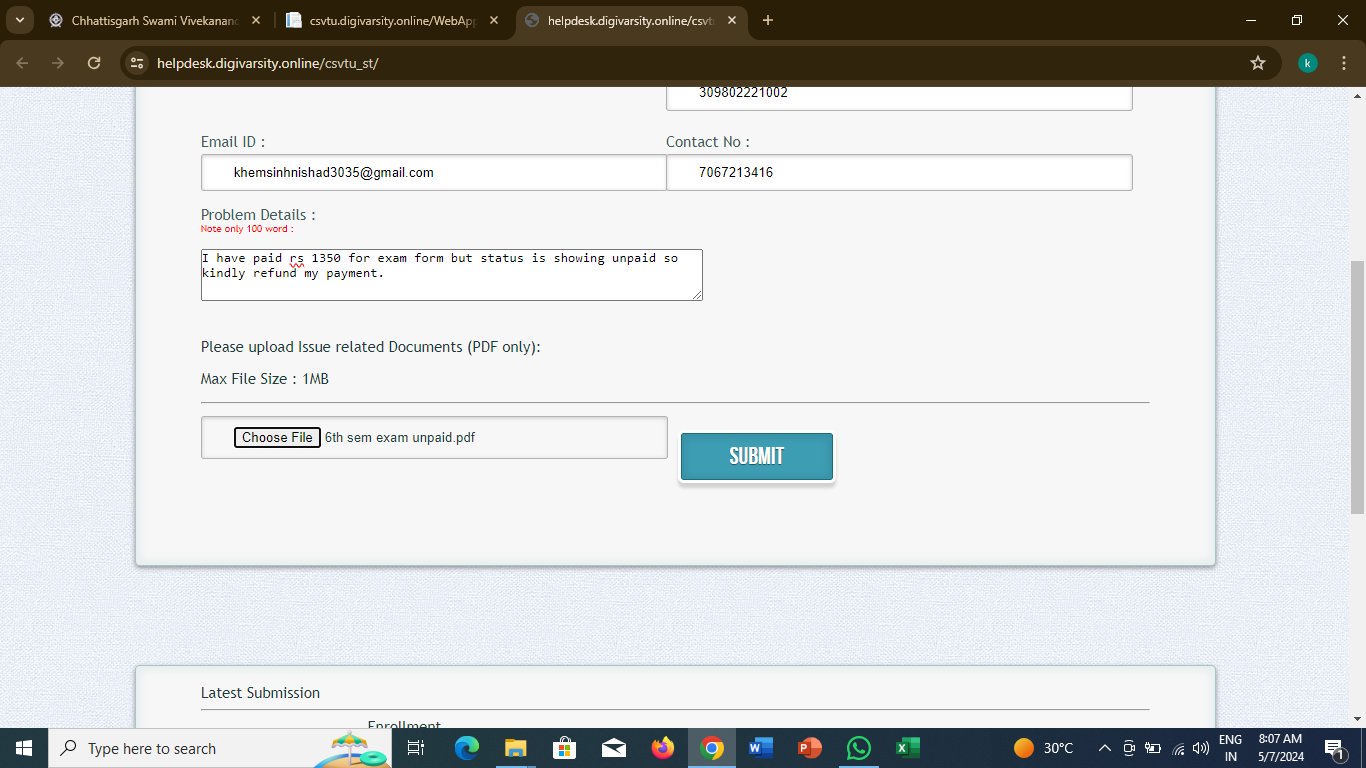 Chhattisgarh Swami Vivekanand
csvtu.digivarsity.online/WebApp
helpdesk.digivarsity.online/csvtu
helpdesk.digivarsity.online/csvtu_st/
k
309802221002
Email ID :
Contact No :
khemsinhnishad3035@gmail.com
7067213416
Problem Details :
Note only 100 word :
I have paid rs 1350 for exam form but status is showing unpaid so
kindly refund my payment.
Please upload Issue related Documents (PDF only):
Max File Size : 1MB
Choose File 6th sem exam unpaid.pdf
SUBMIT
Latest Submission
Enrollment
Type here to search
30°C
ENG
IN
8:07 AM
5/7/2024
1